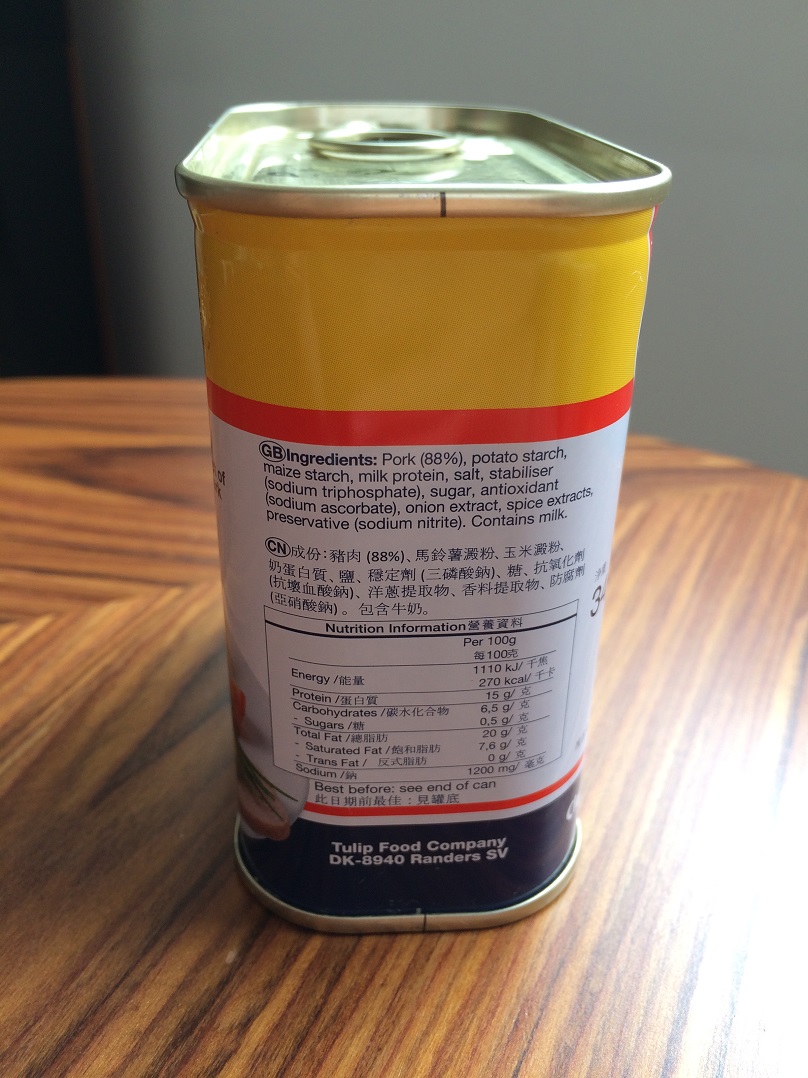 GB Ingredients: Pork (88%), potato starch,
maize starch, milk protein, salt, stabiliser
(sodium triphosphate), sugar, antioxidant
(sodium ascorbate), onion extract, spice extracts,
preservative (sodium nitrite). Contains milk.
CN 成份：豬肉 (88%)、馬鈴薯澱粉、玉米澱粉、
奶蛋白質、鹽、穩定劑 (三磷酸鈉)、糖、抗氧化劑
(抗壞血酸鈉)、洋蔥提取物、香料提取物、防腐劑
(亞硝酸鈉) 。 包含牛奶。
Nutrition Information 營養資料
Per 100g
每100克
Energy /能量 1110 kJ/ 千焦
270 kcal/ 千卡
Protein /蛋白質 15 g/ 克
Carbohydrates /碳水化合物 6,5 g/ 克
- Sugars /糖 0,5 g/ 克
Total Fat /總脂肪 20 g/ 克
- Saturated Fat /飽和脂肪 7,6 g/ 克
- Trans Fat / 反式脂肪 0 g/ 克
Sodium /鈉 1200 mg/ 毫克
Best before: see end of can
此日期前最佳：見罐底
Tulip Food Company
DK-8940 Randers SV
of